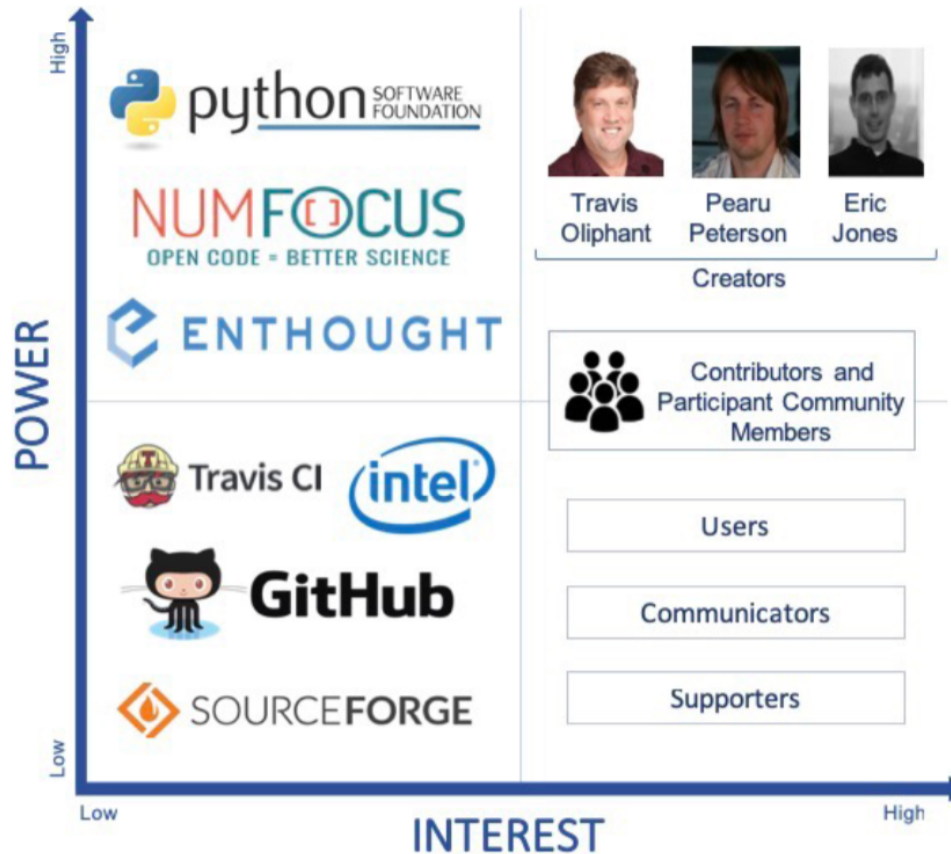 High
python SOFTWARE
FOUNDATION
NUMFOCUS
OPEN CODE = BETTER SCIENCE
ENTHOUGHT
Travis
Oliphant
Pearu
Peterson
Eric
Jones
Creators
Contributors and
Participant Community
Members
POWER
T
Travis CI
intel
GitHub
SOURCEFORGE
Users
Communicators
Supporters
Low
Low
INTEREST
High